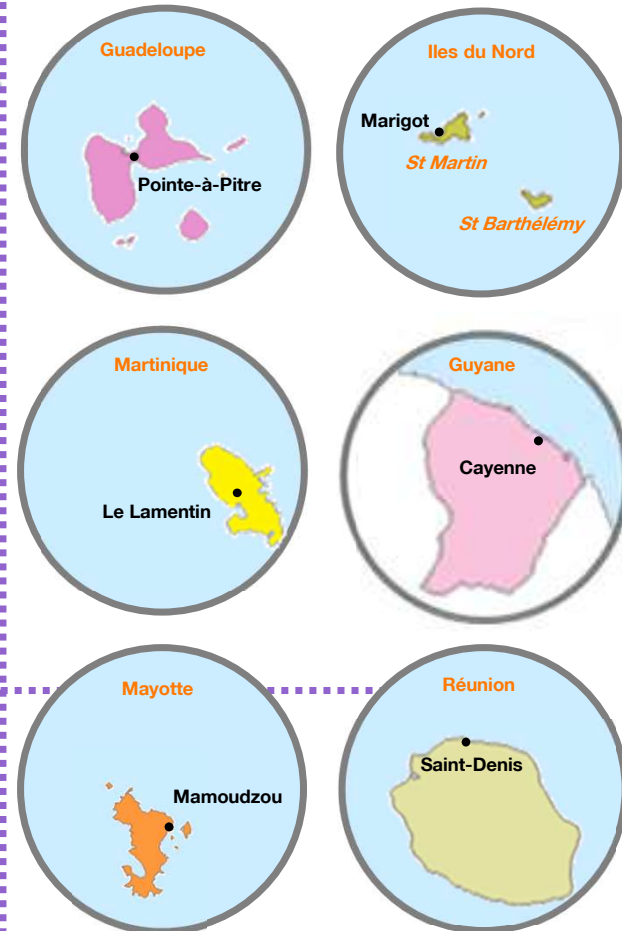 Guadeloupe
Pointe-à-Pitre
Iles du Nord
Marigot
St Martin
St Barthélémy
Martinique
Le Lamentin
Guyane
Cayenne
Mayotte
Mamoudzou
Réunion
Saint-Denis